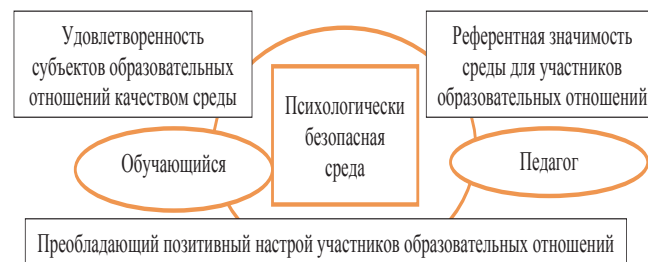 Удовлетворенность
субъектов образовательных
отношений качеством среды
Референтная значимость
среды для участников
образовательных отношений
Психологически
безопасная
среда
Обучающийся
Педагог
Преобладающий позитивный настрой участников образовательных отношений